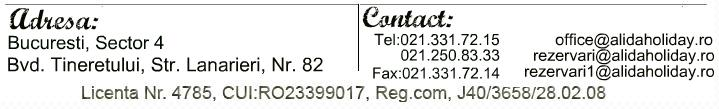 Adresa:
Bucuresti, Sector 4
Bvd. Tineretului, Str. Lanarieri, Nr. 82
Contact:
Tel:021.331.72.15 office@alidaholiday.ro
021.250.83.33 rezervari@alidaholiday.ro
Fax:021.331.72.14 rezervari1@alidaholiday.ro
Licenta Nr. 4785, CUI:RO23399017, Reg.com, J40/3658/28.02.08